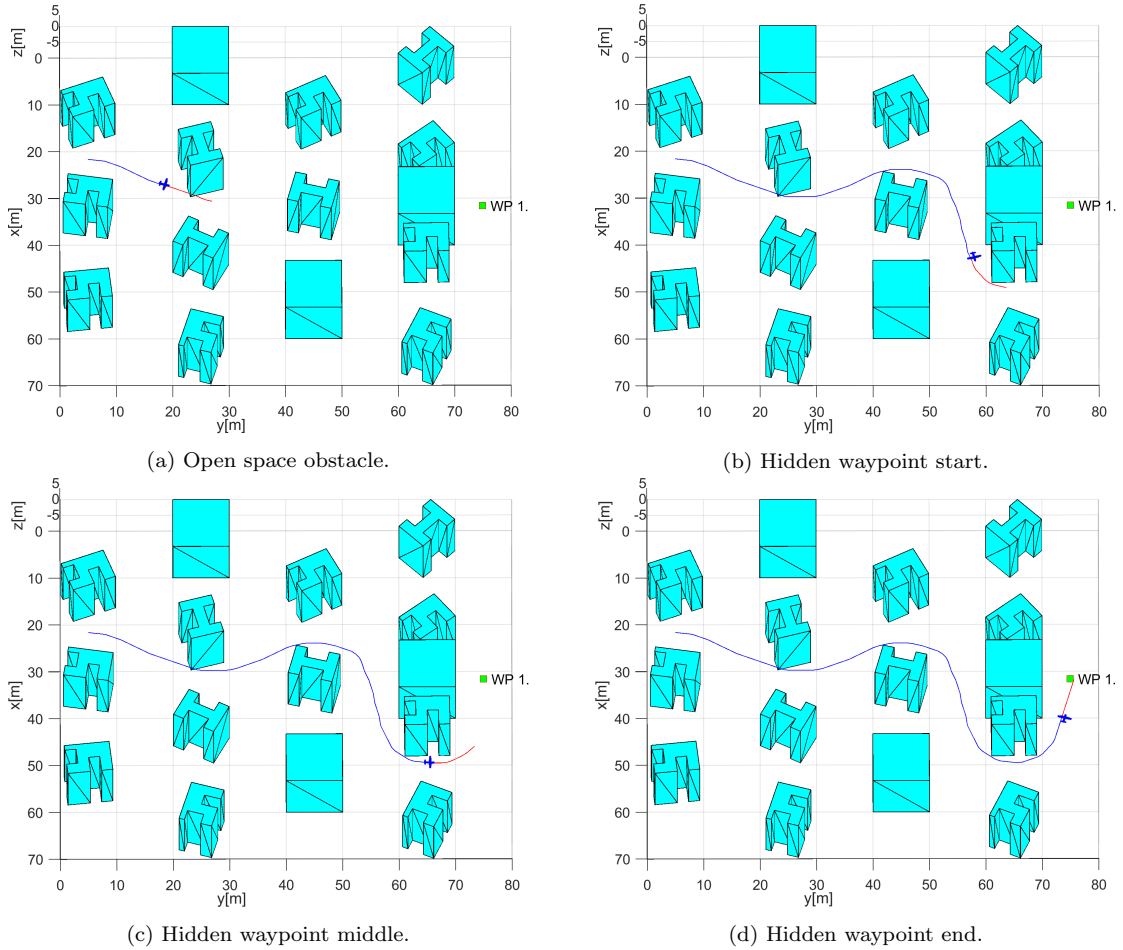 5
0
-5
z[m]
0
10
20
30
40
50
60
70
x[m]
WP 1.
0 10 20 30 40 50 60 70 80
y[m]
(a) Open space obstacle.
5
0
-5
z[m]
0
10
20
30
40
50
60
70
x[m]
WP 1.
0 10 20 30 40 50 60 70 80
y[m]
(b) Hidden waypoint start.
5
0
-5
z[m]
0
10
20
30
40
50
60
70
x[m]
WP 1.
0 10 20 30 40 50 60 70 80
y[m]
(c) Hidden waypoint middle.
5
0
-5
z[m]
0
10
20
30
40
50
60
70
x[m]
WP 1.
0 10 20 30 40 50 60 70 80
y[m]
(d) Hidden waypoint end.